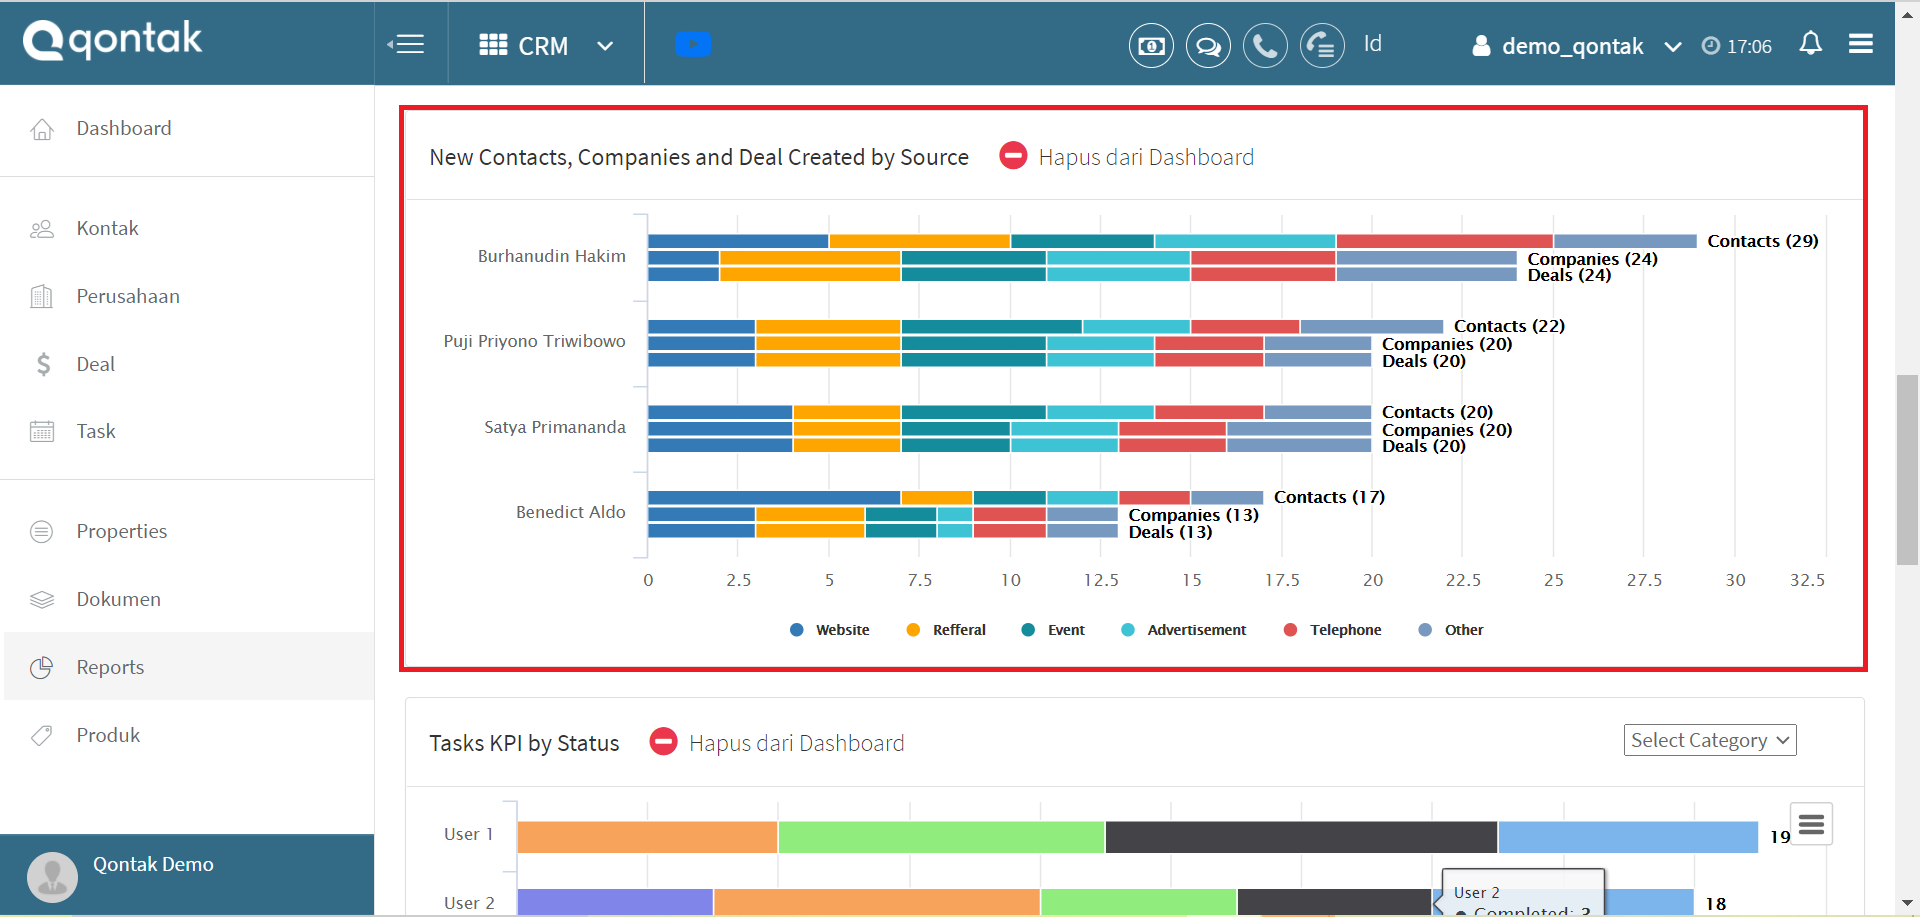 qontak
CRM
Id
demo_qontak
17:06
Dashboard
Kontak
Perusahaan
Deal
Task
Properties
Dokumen
Reports
Produk
Qontak Demo
New Contacts, Companies and Deal Created by Source
Hapus dari Dashboard
Burhanudin Hakim
Contacts (29)
Companies (24)
Deals (24)
Puji Priyono Triwibowo
Contacts (22)
Companies (20)
Deals (20)
Satya Primananda
Contacts (20)
Companies (20)
Deals (20)
Benedict Aldo
Contacts (17)
Companies (13)
Deals (13)
0 2.5 5 7.5 10 12.5 15 17.5 20 22.5 25 27.5 30 32.5
Website Refferal Event Advertisement Telephone Other
Tasks KPI by Status
Hapus dari Dashboard
Select Category
User 1
19
User 2
18
User 2
Completed: 3